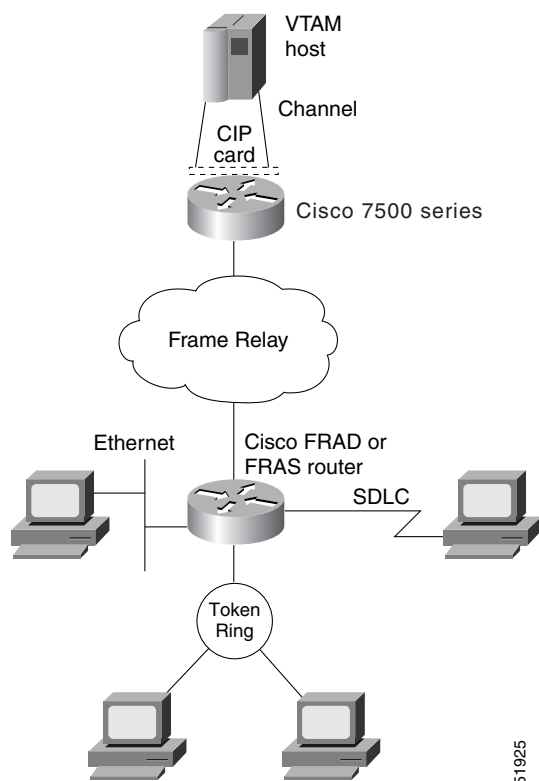 VTAM
host
Channel
CIP
card
Cisco 7500 series
Frame Relay
Ethernet
Cisco FRAD or
FRAS router
SDLC
Token
Ring
51925